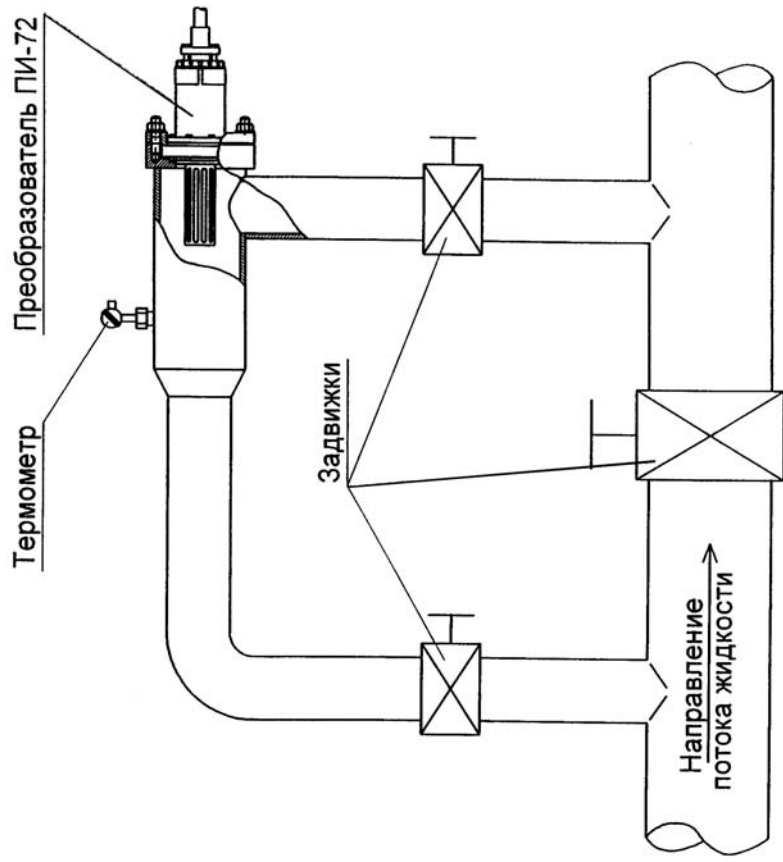 Преобразователь ПИ-72
Термометр
Задвижки
Направление
потока жидкости